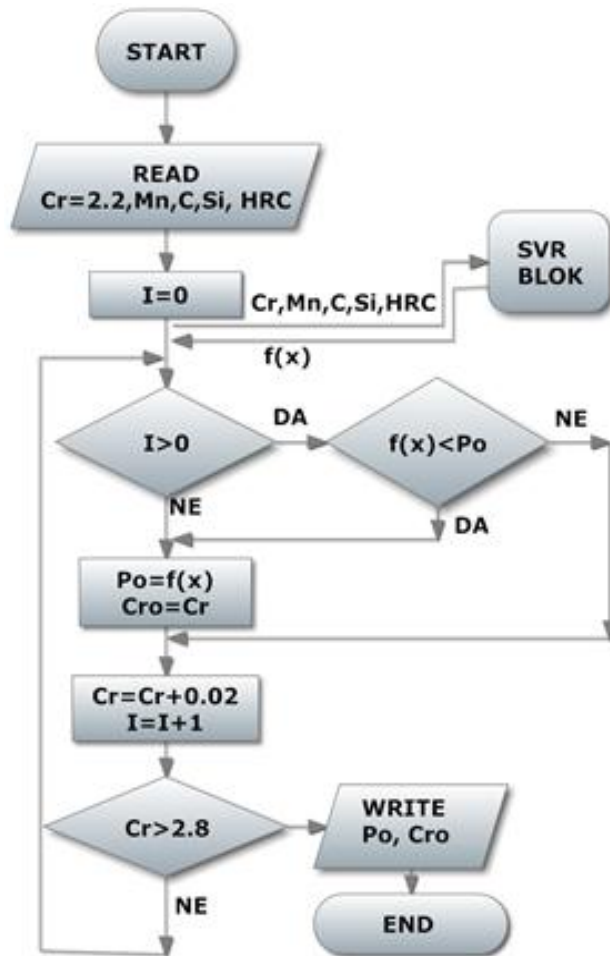 START
READ
Cr=2.2,Mn,C,Si, HRC
I=0
SVR
BLOK
Cr,Mn,C,Si,HRC
f(x)
I>0
DA
f(x)<Po
NE
NE
DA
Po=f(x)
Cro=Cr
Cr=Cr+0.02
I=I+1
Cr>2.8
WRITE
Po, Cro
NE
END